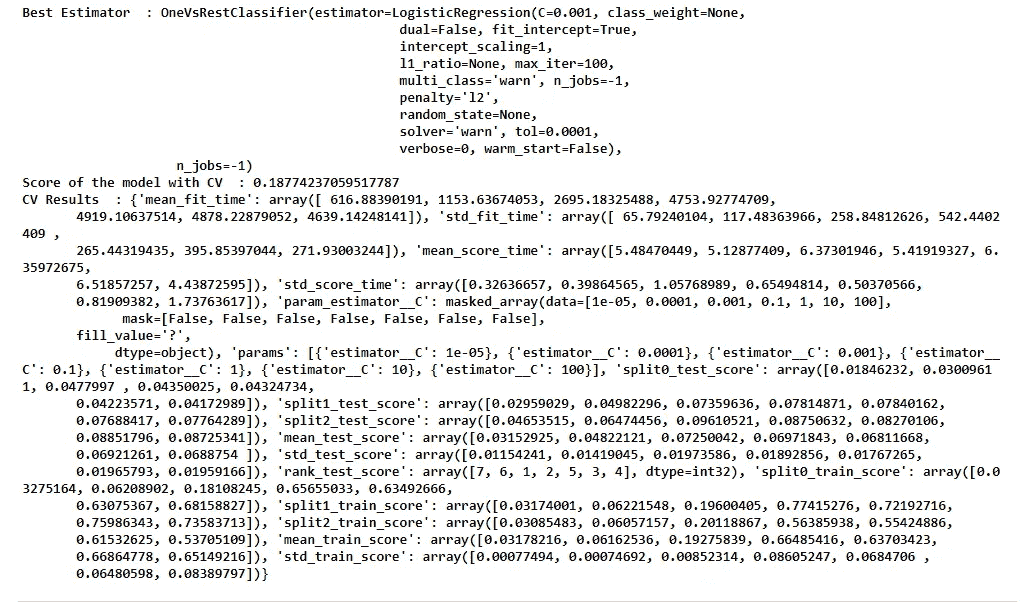 Best Estimator  : OneVsRestClassifier(estimator=LogisticRegression(C=0.001, class_weight=None,
dual=False, fit_intercept=True,
intercept_scaling=1,
l1_ratio=None, max_iter=100,
multi_class='warn', n_jobs=-1,
penalty='l2',
random_state=None,
solver='warn', tol=0.0001,
verbose=0, warm_start=False),
n_jobs=-1)
Score of the model with CV  : 0.18774237059517787
CV Results  : {'mean_fit_time': array([ 616.88390191, 1153.63674053, 2695.18325488, 4753.92774709,
4919.10637514, 4878.22879052, 4639.14248141]), 'std_fit_time': array([ 65.79240104, 117.48363966, 258.84812626, 542.4402
409 ,
265.44319435, 395.85397044, 271.93003244]), 'mean_score_time': array([5.48470449, 5.12877409, 6.37301946, 5.41919327, 6.
35972675,
6.51857257, 4.43872595]), 'std_score_time': array([0.32636657, 0.39864565, 1.05768989, 0.65494814, 0.50370566,
0.81909382, 1.73763617]), 'param_estimator__C': masked_array(data=[1e-05, 0.0001, 0.001, 0.1, 1, 10, 100],
mask=[False, False, False, False, False, False, False],
fill_value='?',
dtype=object), 'params': [{'estimator__C': 1e-05}, {'estimator__C': 0.0001}, {'estimator__C': 0.001}, {'estimator__
C': 0.1}, {'estimator__C': 1}, {'estimator__C': 10}, {'estimator__C': 100}], 'split0_test_score': array([0.01846232, 0.0300961
1, 0.0477997 , 0.04350025, 0.04324734,
0.04223571, 0.04172989]), 'split1_test_score': array([0.02959029, 0.04982296, 0.07359636, 0.07814871, 0.07840162,
0.07688417, 0.07764289]), 'split2_test_score': array([0.04653515, 0.06474456, 0.09610521, 0.08750632, 0.08270106,
0.08851796, 0.08725341]), 'mean_test_score': array([0.03152925, 0.04822121, 0.07250042, 0.06971843, 0.06811668,
0.06921261, 0.0688754 ]), 'std_test_score': array([0.01154241, 0.01419045, 0.01973586, 0.01892856, 0.01767265,
0.01965793, 0.01959166]), 'rank_test_score': array([7, 6, 1, 2, 5, 3, 4], dtype=int32), 'split0_train_score': array([0.0
3275164, 0.06208902, 0.18108245, 0.65655033, 0.63492666,
0.63075367, 0.68158827]), 'split1_train_score': array([0.03174001, 0.06221548, 0.19600405, 0.77415276, 0.72192716,
0.75986343, 0.73583713]), 'split2_train_score': array([0.03085483, 0.06057157, 0.20118867, 0.56385938, 0.55424886,
0.61532625, 0.53705109]), 'mean_train_score': array([0.03178216, 0.06162536, 0.19275839, 0.66485416, 0.63703423,
0.66864778, 0.65149216]), 'std_train_score': array([0.00077494, 0.00074692, 0.00852314, 0.08605247, 0.0684706 ,
0.06480598, 0.08389797])}